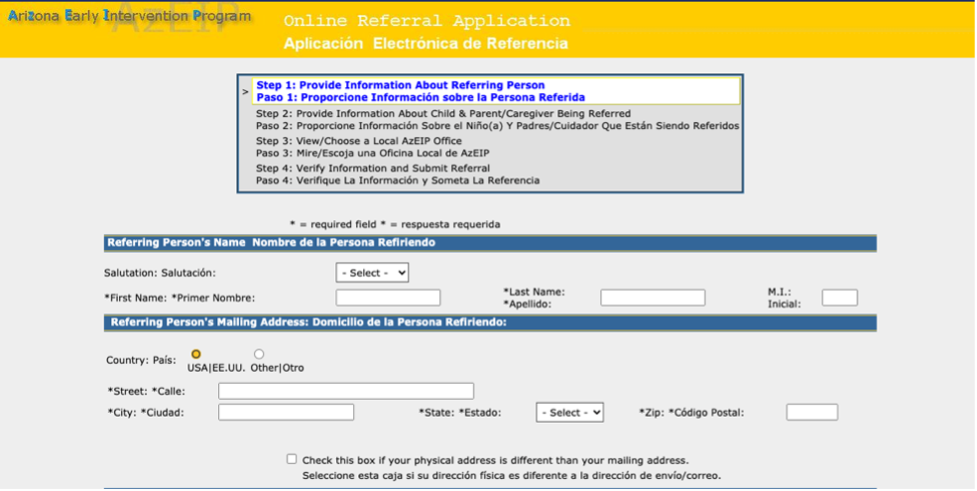 Arizona Early Intervention Program
AzEIP
Online Referral Application
Aplicación Electrónica de Referencia
> Step 1: Provide Information About Referring Person
Paso 1: Proporcione Información sobre la Persona Referida
Step 2: Provide Information About Child & Parent/Caregiver Being Referred
Paso 2: Proporcione Información Sobre el Niño(a) Y Padres/Cuidador Que Están Siendo Referidos
Step 3: View/Choose a Local AzEIP Office
Paso 3: Mire/Escoja una Oficina Local de AzEIP
Step 4: Verify Information and Submit Referral
Paso 4: Verifique La Información y Someta La Referencia
* = required field * = respuesta requerida
Referring Person's Name Nombre de la Persona Refiriendo
Salutation: Salutación: - Select -
*First Name: *Primer Nombre: *Last Name: *Apellido: M.I.: Inicial:
Referring Person's Mailing Address: Domicilio de la Persona Refiriendo:
Country: País: USA|EE.UU. Other|Otro
*Street: *Calle:
*City: *Ciudad: *State: *Estado: - Select - *Zip: *Código Postal:
Check this box if your physical address is different than your mailing address.
Seleccione esta caja si su dirección física es diferente a la dirección de envío/correo.